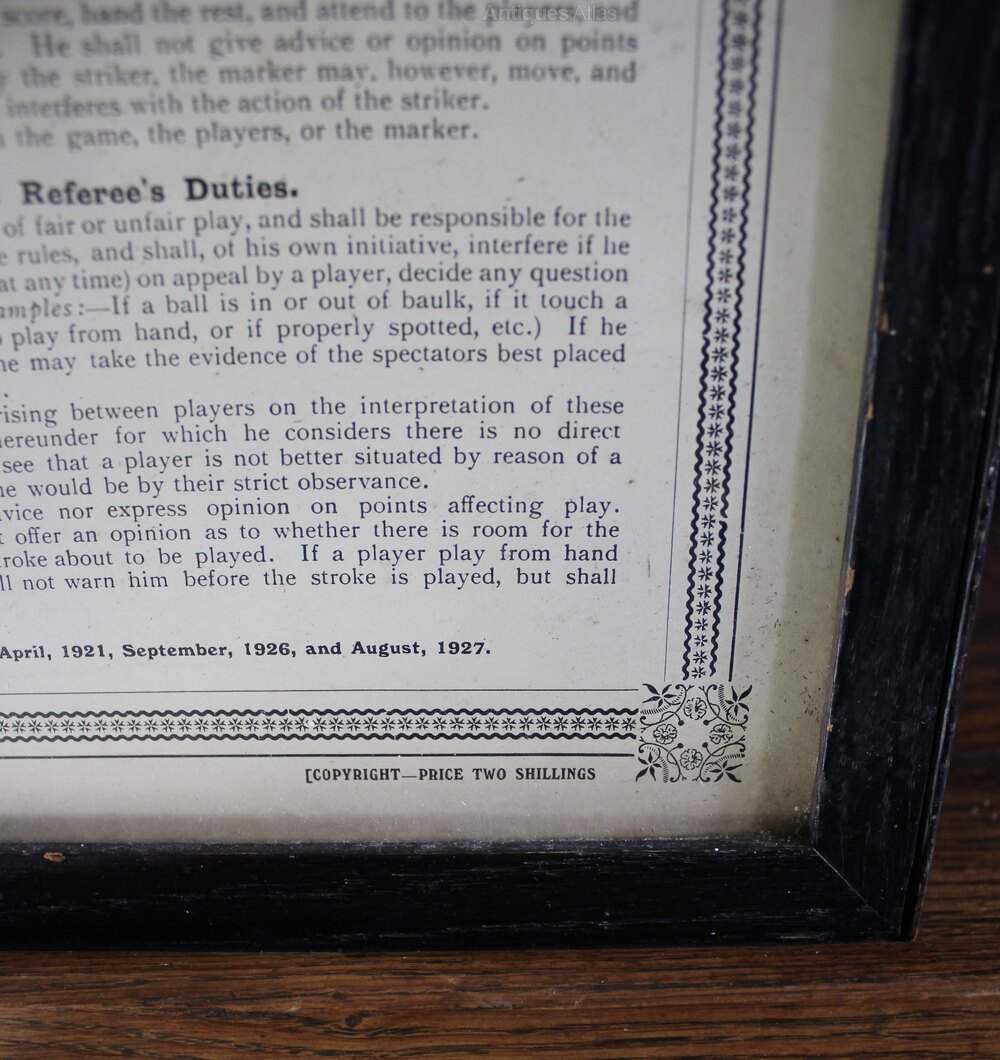 score, hand the rest, and attend to the
Antiques Atlas
He shall not give advice or opinion on points
the striker, the marker may. however, move, and
interferes with the action of the striker.
the game, the players, or the marker.
Referee's Duties.
of fair or unfair play, and shall be responsible for the
rules, and shall, ot his own initiative, interfere if he
at any time) on appeal by a player, decide any question
amples:—If a ball is in or out of baulk, if it touch a
play from hand, or if properly spotted, etc.) If he
he may take the evidence of the spectators best placed
rising between players on the interpretation of these
hereunder for which he considers there is no direct
see that a player is not better situated by reason of a
he would be by their strict observance.
vice nor express opinion on points affecting play.
t offer an opinion as to whether there is room for the
troke about to be played. If a player play from hand
ll not warn him before the stroke is played, but shall
April, 1921, September, 1926, and August, 1927.
[COPYRIGHT—PRICE TWO SHILLINGS